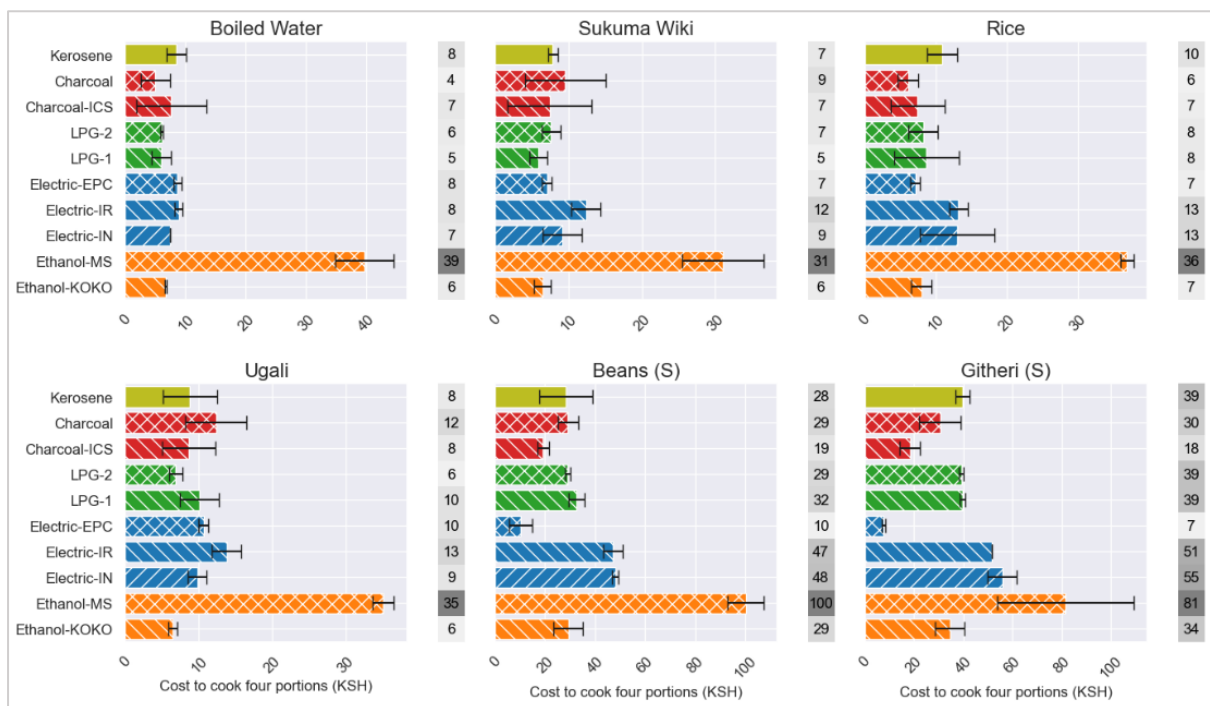 Boiled Water Sukuma Wiki Rice
Kerosene 8 7 10
Charcoal 4 9 6
Charcoal-ICS 7 7 7
LPG-2 6 7 8
LPG-1 5 5 8
Electric-EPC 8 7 7
Electric-IR 8 12 13
Electric-IN 7 9 13
Ethanol-MS 39 31 36
Ethanol-KOKO 6 6 7
0 10 20 30 40 0 10 20 30 0 10 20 30
Ugali Beans (S) Githeri (S)
Kerosene 8 28 39
Charcoal 12 29 30
Charcoal-ICS 8 19 18
LPG-2 6 29 39
LPG-1 10 32 39
Electric-EPC 10 10 7
Electric-IR 13 47 51
Electric-IN 9 48 55
Ethanol-MS 35 100 81
Ethanol-KOKO 6 29 34
0 10 20 30 0 20 40 60 80 100 0 20 40 60 80 100
Cost to cook four portions (KSH) Cost to cook four portions (KSH) Cost to cook four portions (KSH)